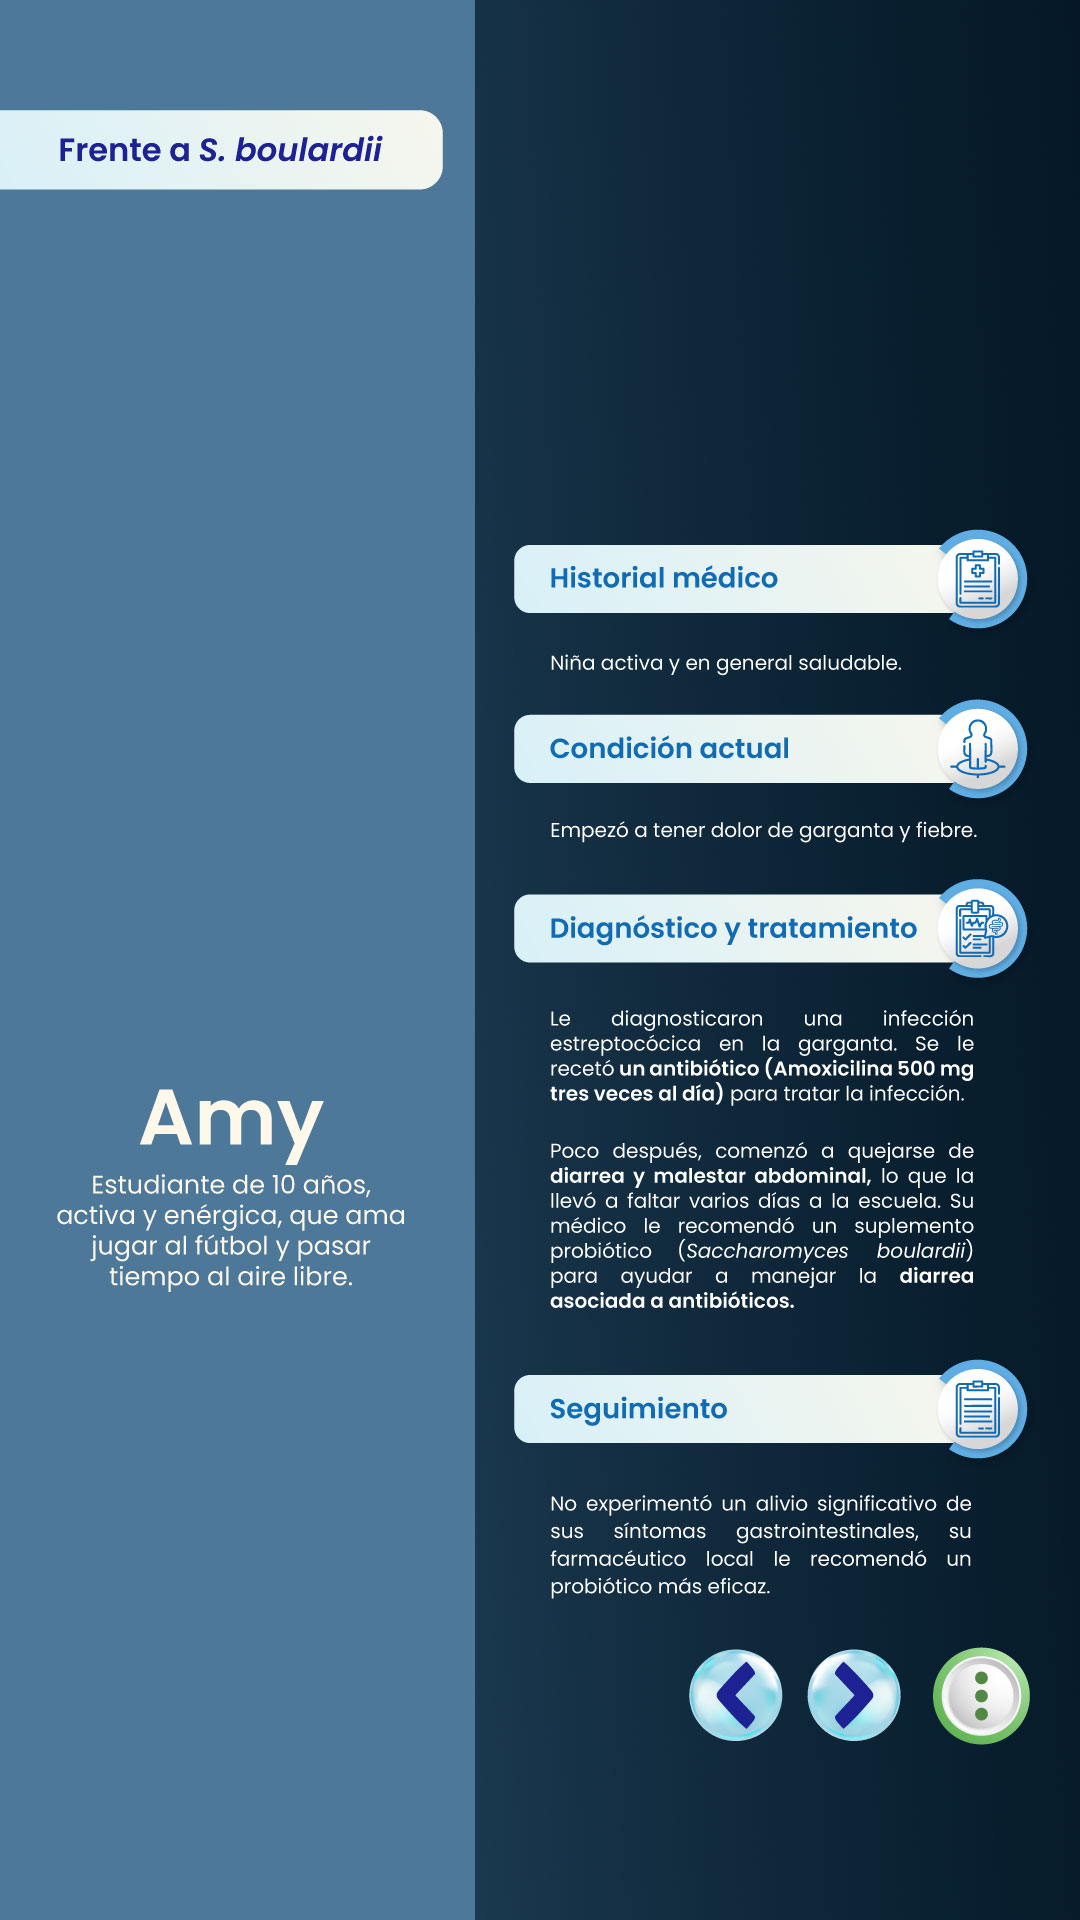 Frente a S. boulardii
Amy
Estudiante de 10 años,
activa y enérgica, que ama
jugar al fútbol y pasar
tiempo al aire libre.
Historial médico
Niña activa y en general saludable.
Condición actual
Empezó a tener dolor de garganta y fiebre.
Diagnóstico y tratamiento
Le diagnosticaron una infección
estreptocócica en la garganta. Se le
recetó un antibiótico (Amoxicilina 500 mg
tres veces al día) para tratar la infección.
Poco después, comenzó a quejarse de
diarrea y malestar abdominal, lo que la
llevó a faltar varios días a la escuela. Su
médico le recomendó un suplemento
probiótico (Saccharomyces boulardii)
para ayudar a manejar la diarrea
asociada a antibióticos.
Seguimiento
No experimentó un alivio significativo de
sus síntomas gastrointestinales, su
farmacéutico local le recomendó un
probiótico más eficaz.